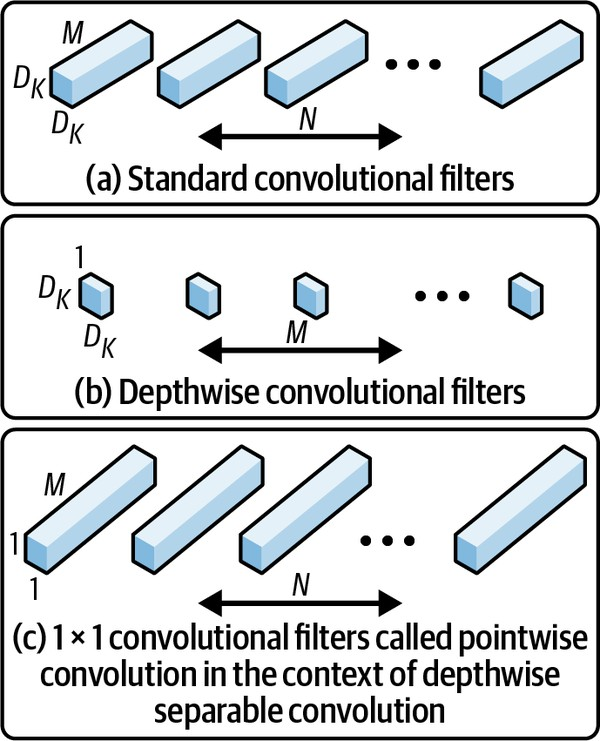 M
D_K
D_K
N
(a) Standard convolutional filters
1
D_K
D_K
M
(b) Depthwise convolutional filters
M
1
1
N
(c) 1 × 1 convolutional filters called pointwise
convolution in the context of depthwise
separable convolution